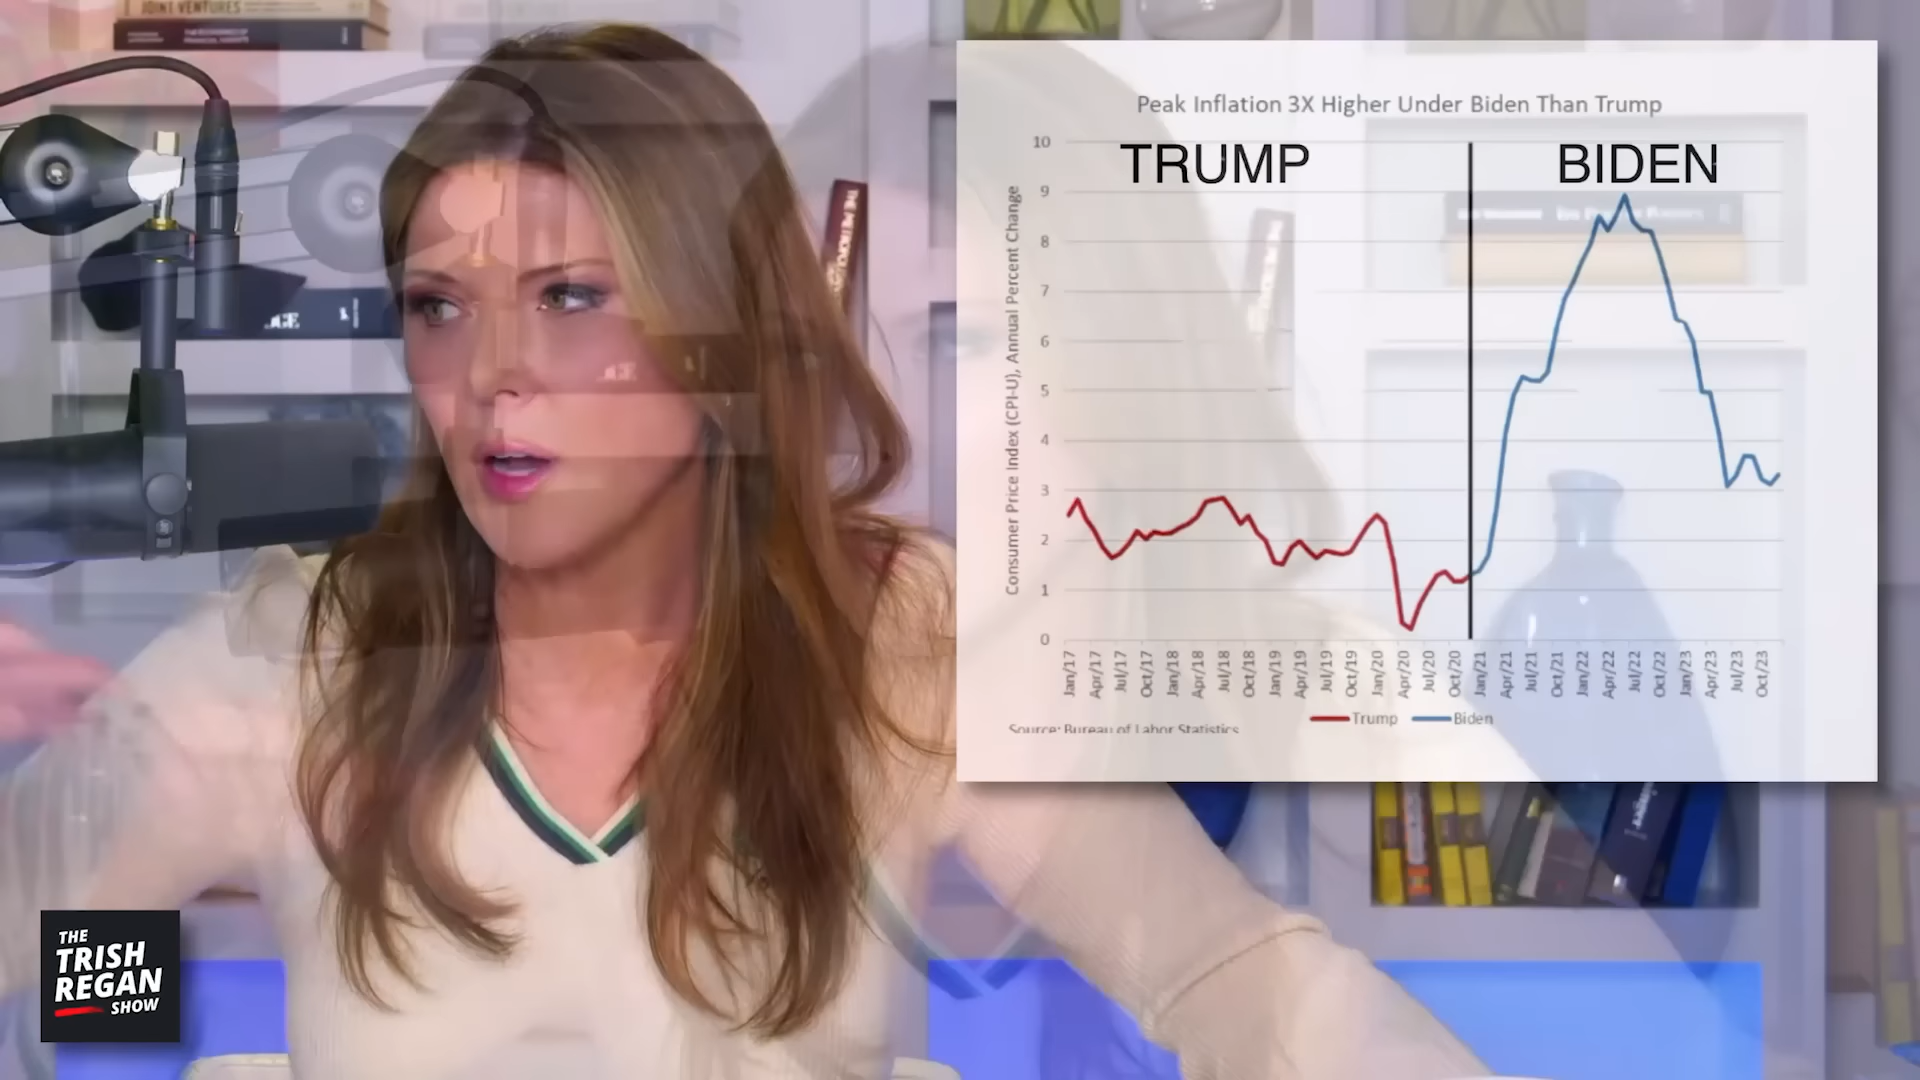 JOINT VENTURES
Peak Inflation 3X Higher Under Biden Than Trump
TRUMP
BIDEN
Consumer Price Index (CPI-U), Annual Percent Change
10
9
8
7
6
5
4
3
2
1
0
Jan/17
Apr/17
Jul/17
Oct/17
Jan/18
Apr/18
Jul/18
Oct/18
Jan/19
Apr/19
Jul/19
Oct/19
Jan/20
Apr/20
Jul/20
Oct/20
Jan/21
Apr/21
Jul/21
Oct/21
Jan/22
Apr/22
Jul/22
Oct/22
Jan/23
Apr/23
Jul/23
Oct/23
Trump
Biden
Source: Bureau of Labor Statistics
THE
TRISH
REGAN
SHOW